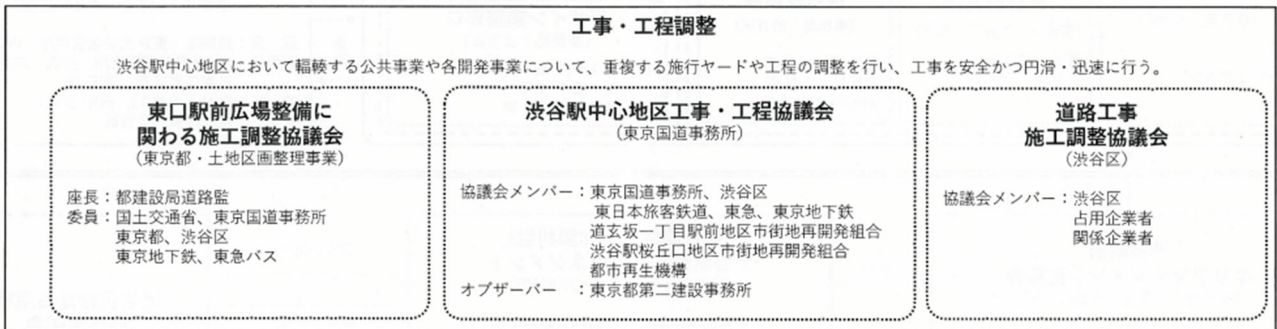 工事・工程調整
渋谷駅中心地区において輻輳する公共事業や各開発事業について、重複する施行ヤードや工程の調整を行い、工事を安全かつ円滑・迅速に行う。
東口駅前広場整備に
関わる施工調整協議会
(東京都・土地区画整理事業)
座長：都建設局道路監
委員：国土交通省、東京国道事務所
東京都、渋谷区
東京地下鉄、東急バス
渋谷駅中心地区工事・工程協議会
(東京国道事務所)
協議会メンバー：東京国道事務所、渋谷区
東日本旅客鉄道、東急、東京地下鉄
道玄坂一丁目駅前地区市街地再開発組合
渋谷駅桜丘口地区市街地再開発組合
都市再生機構
オブザーバー　：東京都第二建設事務所
道路工事
施工調整協議会
(渋谷区)
協議会メンバー：渋谷区
占用企業者
関係企業者